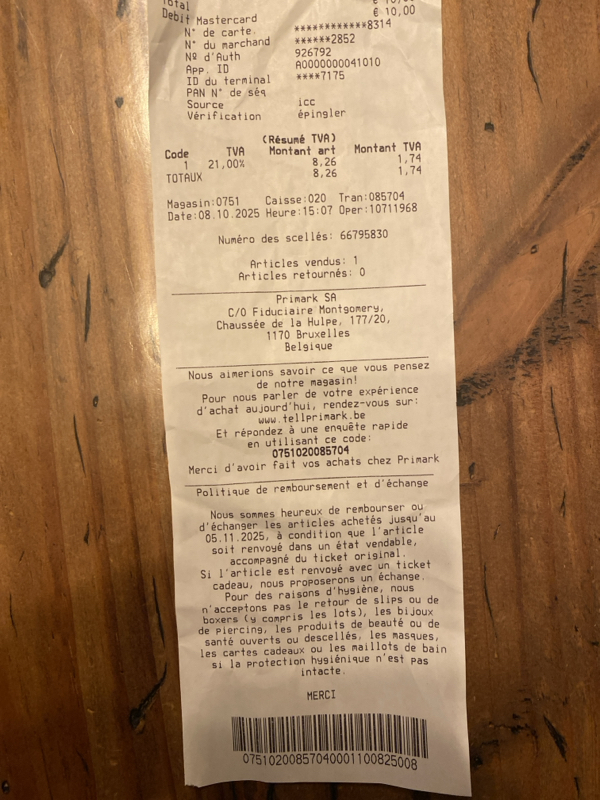 Total € 10,00
Debit Mastercard € 10,00
N° de carte. ************8314
N° du marchand ******2852
Nº d'Auth 926792
App. ID A0000000041010
ID du terminal ****7175
PAN N° de séq
Source icc
Vérification épingler
(Résumé TVA)
Code TVA Montant art Montant TVA
1 21,00% 8,26 1,74
TOTAUX 8,26 1,74
Magasin:0751 Caisse:020 Tran:085704
Date:08.10.2025 Heure:15:07 Oper:10711968
Numéro des scellés: 66795830
Articles vendus: 1
Articles retournés: 0
Primark SA
C/O Fiduciaire Montgomery,
Chaussée de la Hulpe, 177/20,
1170 Bruxelles
Belgique
Nous aimerions savoir ce que vous pensez
de notre magasin!
Pour nous parler de votre expérience
d'achat aujourd'hui, rendez-vous sur:
www.tellprimark.be
Et répondez à une enquête rapide
en utilisant ce code:
0751020085704
Merci d'avoir fait vos achats chez Primark
Politique de remboursement et d'échange
Nous sommes heureux de rembourser ou
d'échanger les articles achetés jusqu'au
05.11.2025, à condition que l'article
soit renvoyé dans un état vendable,
accompagné du ticket original.
Si l'article est renvoyé avec un ticket
cadeau, nous proposerons un échange.
Pour des raisons d'hygiène, nous
n'acceptons pas le retour de slips ou de
boxers (y compris les lots), les bijoux
de piercing, les produits de beauté ou de
santé ouverts ou descellés, les masques,
les cartes cadeaux ou les maillots de bain
si la protection hygiénique n'est pas
intacte.
MERCI
07510200857040001100825008